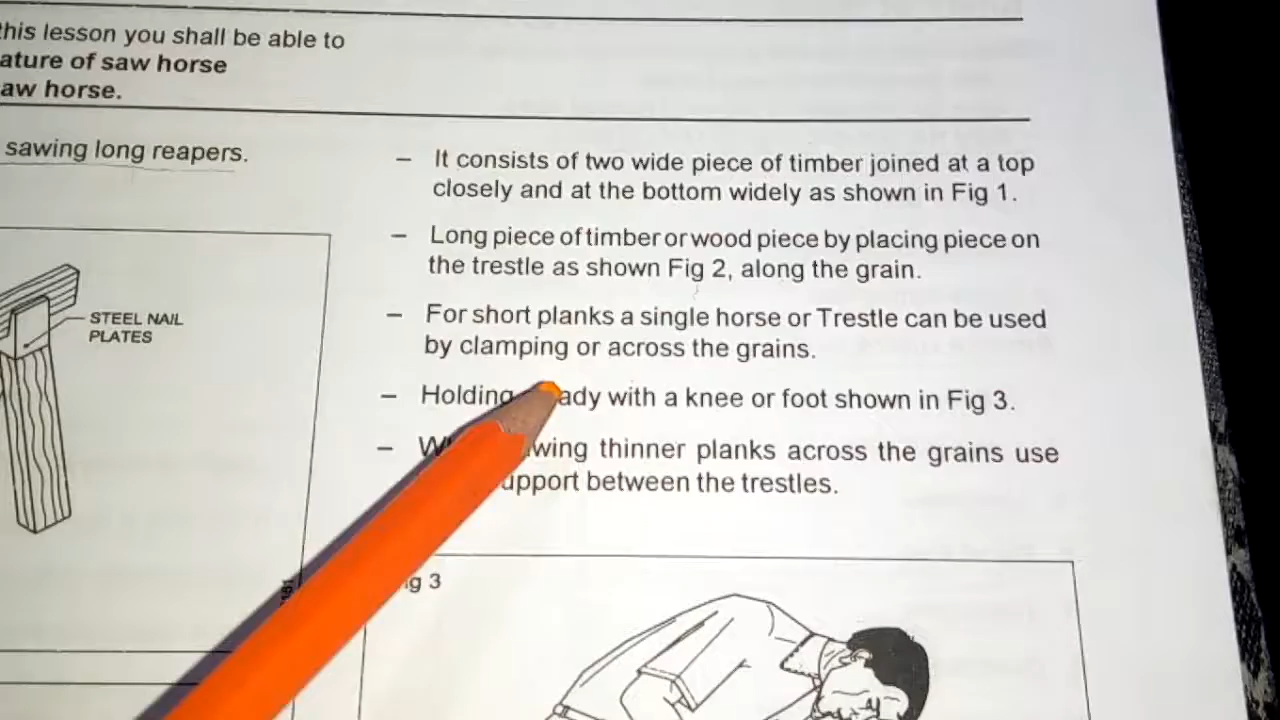 this lesson you shall be able to
ature of saw horse
aw horse.
sawing long reapers.
STEEL NAIL
PLATES
– It consists of two wide piece of timber joined at a top
closely and at the bottom widely as shown in Fig 1.
– Long piece of timber or wood piece by placing piece on
the trestle as shown Fig 2, along the grain.
– For short planks a single horse or Trestle can be used
by clamping or across the grains.
– Holding ady with a knee or foot shown in Fig 3.
– wing thinner planks across the grains use
upport between the trestles.
g 3